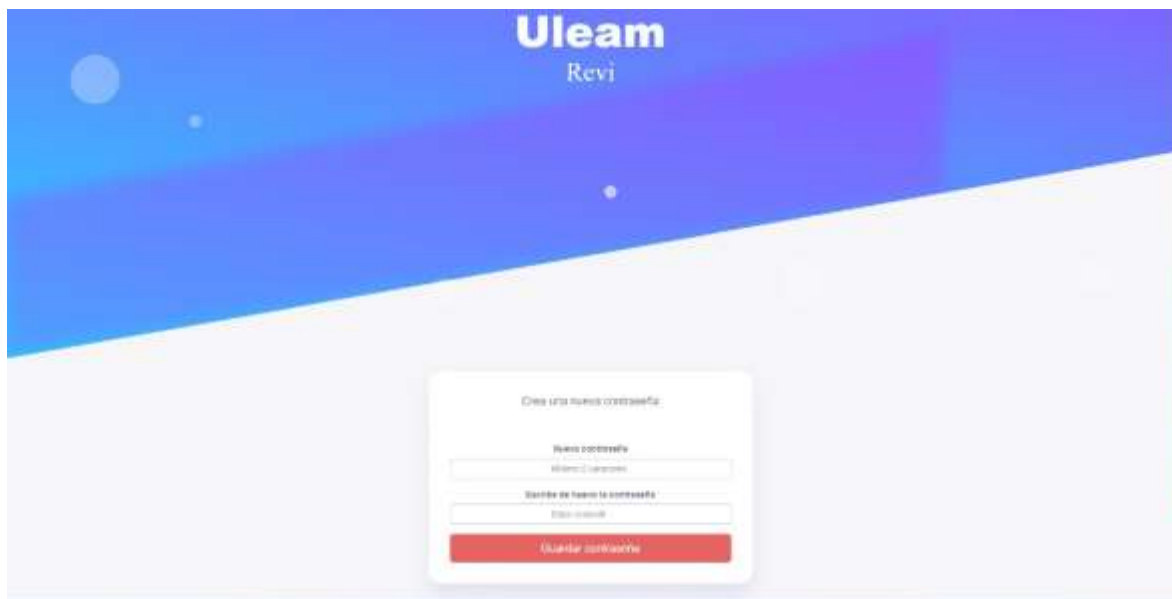 Uleam
Revi
Crea una nueva contraseña
Nueva contraseña
Escribe de nuevo la contraseña
Guardar contraseña